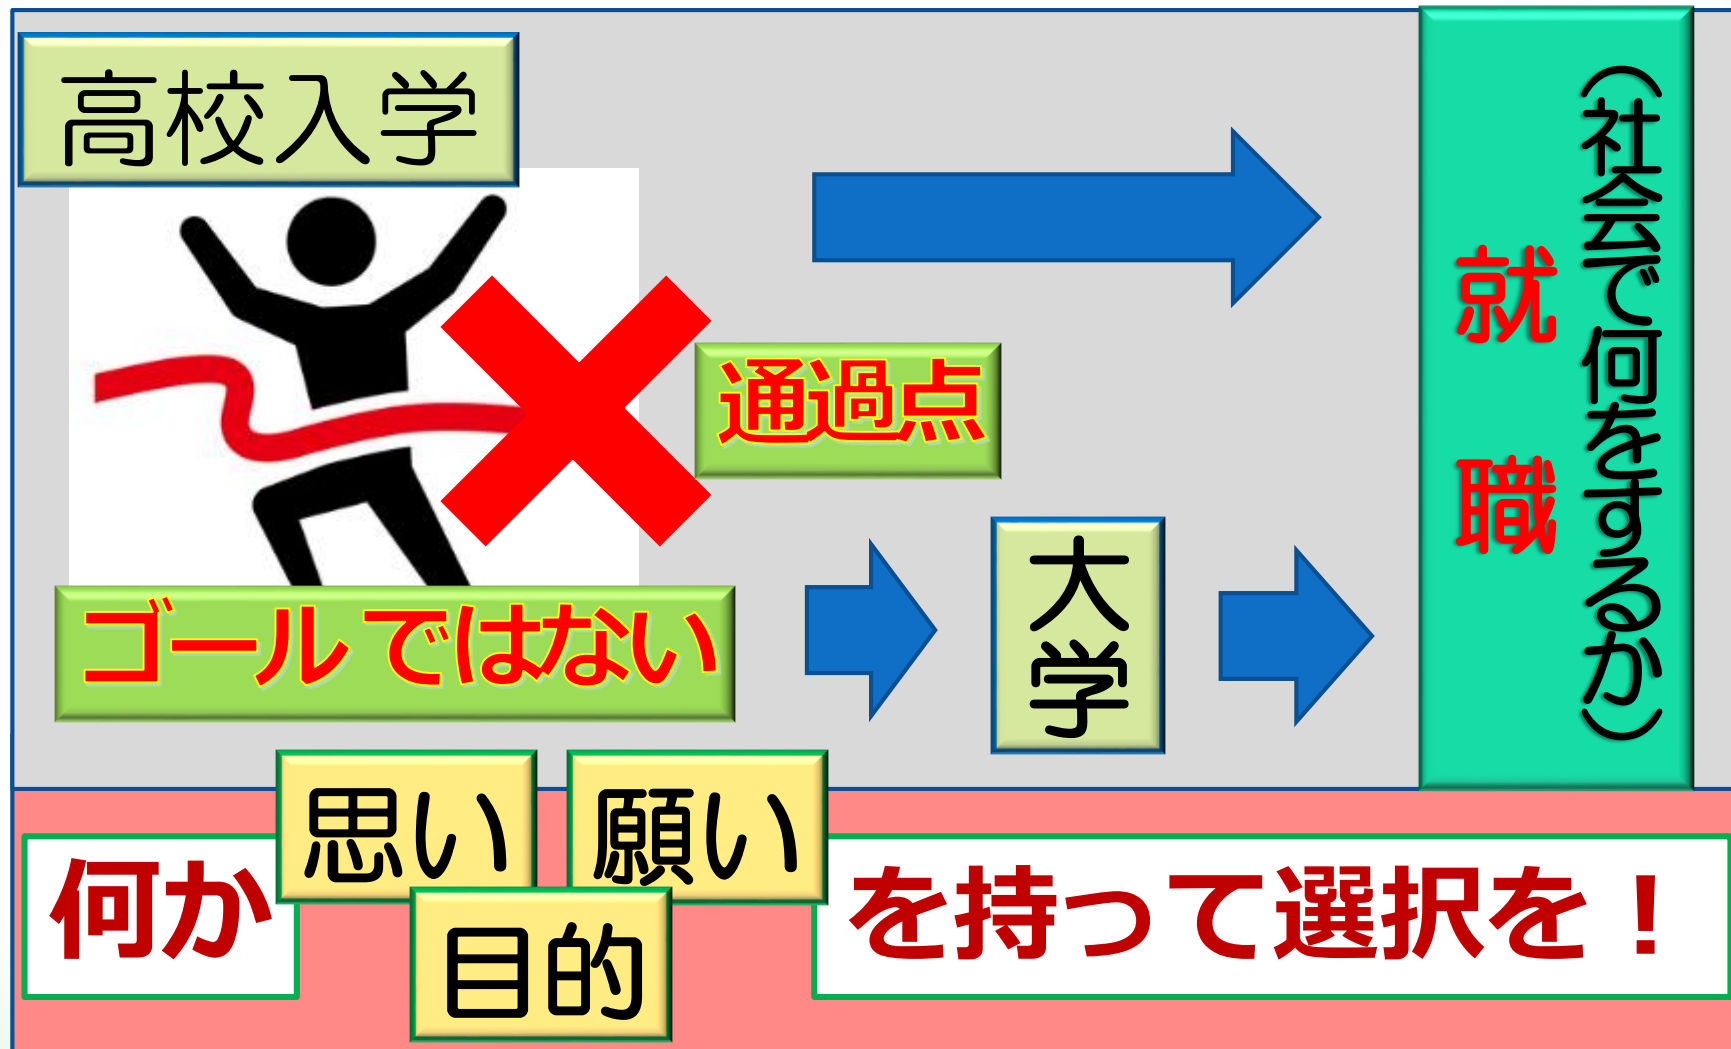 高校入学
通過点
ゴールではない
大学
就職
(社会で何をするか)
何か
思い
願い
目的
を持って選択を！